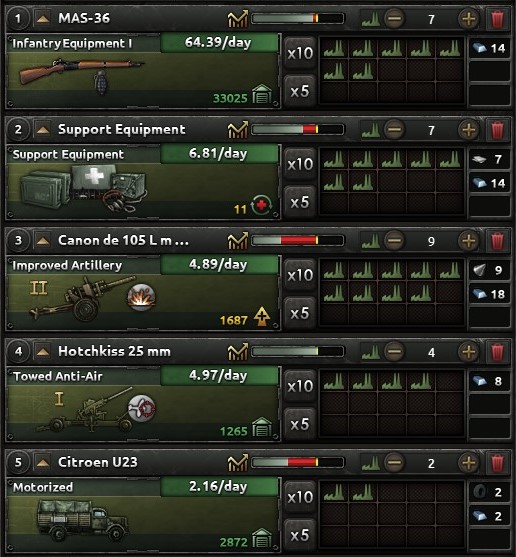 1 MAS-36 7
Infantry Equipment I 64.39/day x10 14
33025 x5
2 Support Equipment 7
Support Equipment 6.81/day x10 7
14
11 x5
3 Canon de 105 L m ... 9
Improved Artillery 4.89/day x10 9
II 18
1687 x5
4 Hotchkiss 25 mm 4
Towed Anti-Air 4.97/day x10 8
I
1265 x5
5 Citroen U23 2
Motorized 2.16/day x10 2
2
2872 x5